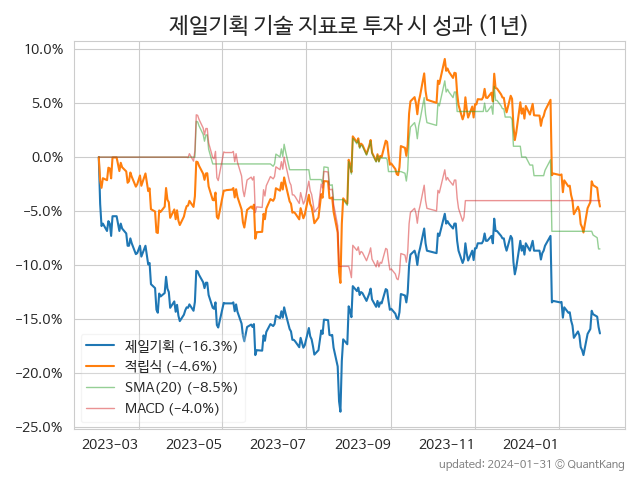 제일기획 기술 지표로 투자 시 성과 (1년)
10.0%
5.0%
0.0%
−5.0%
−10.0%
−15.0%
−20.0%
−25.0%
제일기획 (−16.3%)
적립식 (−4.6%)
SMA(20) (−8.5%)
MACD (−4.0%)
2023-03 2023-05 2023-07 2023-09 2023-11 2024-01
updated: 2024-01-31 © QuantKang